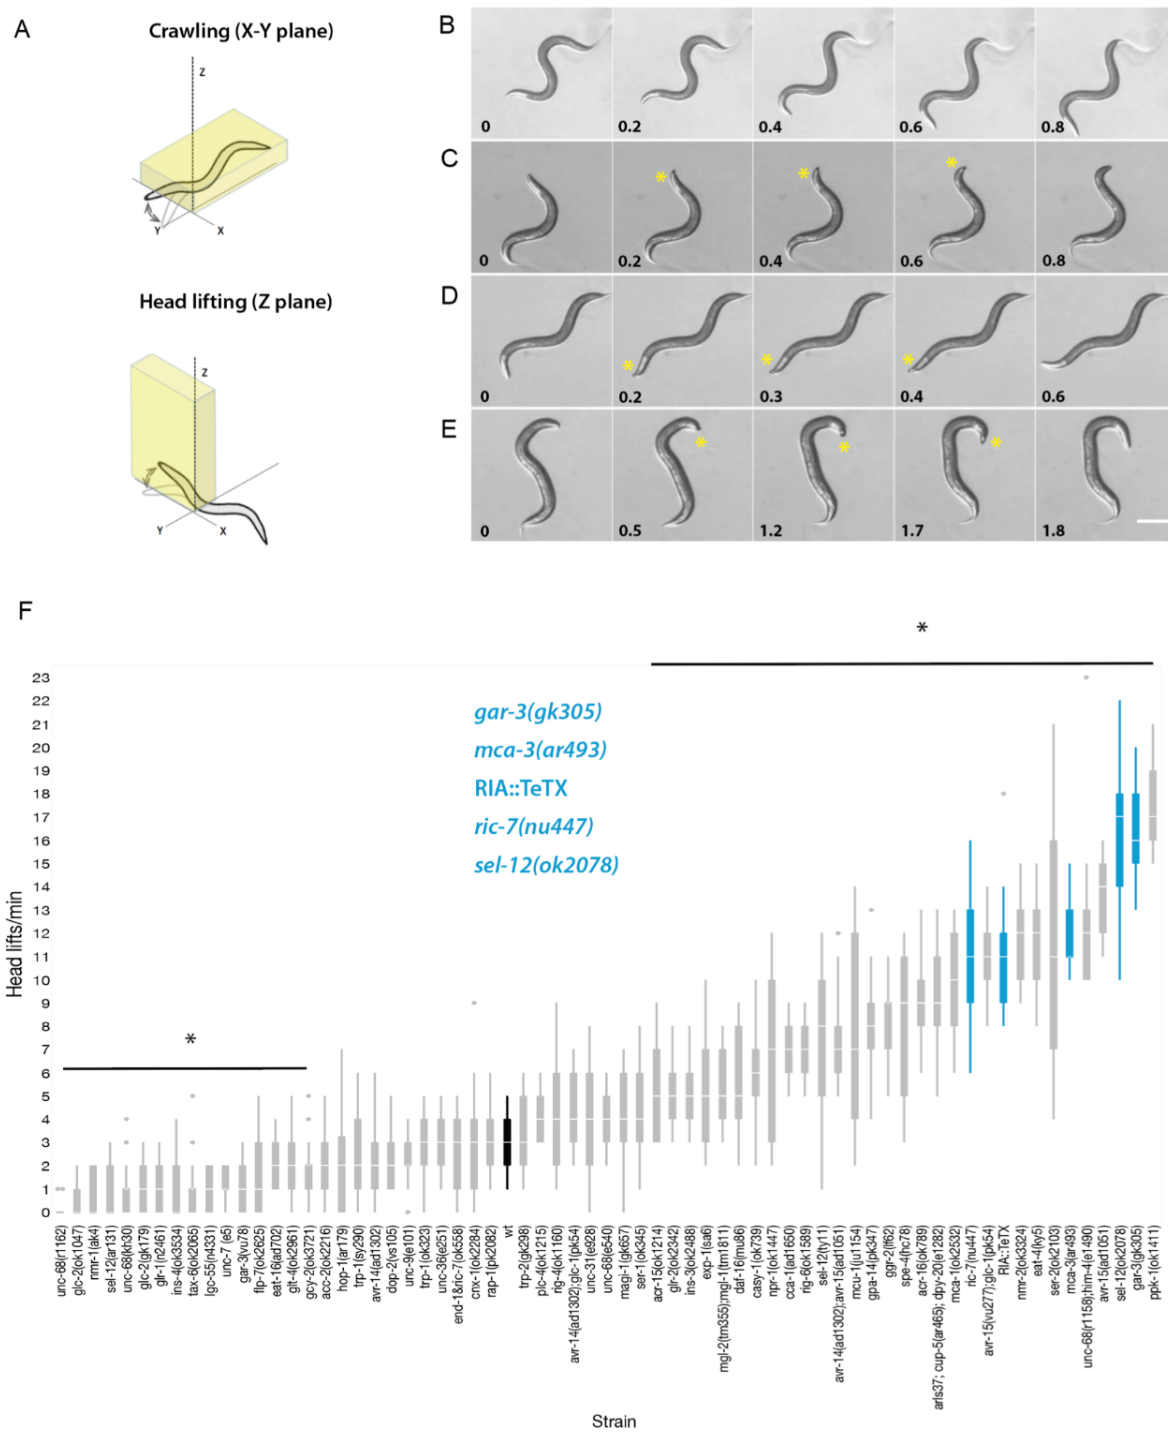 A
Crawling (X-Y plane)
Z
Y
X
Head lifting (Z plane)
Z
Y
X
B
0
0.2
0.4
0.6
0.8
C
*
*
*
0
0.2
0.4
0.6
0.8
D
*
*
*
0
0.2
0.3
0.4
0.6
E
*
*
*
0
0.5
1.2
1.7
1.8
F
*
gar-3(gk305)
mca-3(ar493)
RIA::TeTX
ric-7(nu447)
sel-12(ok2078)
*
Head lifts/min
23
22
21
20
19
18
17
16
15
14
13
12
11
10
9
8
7
6
5
4
3
2
1
0
unc-68(r1162)
glc-2(ok1047)
nmr-1(ak4)
sel-12(ar131)
unc-68(kh30)
glc-2(gk179)
glr-1(n2461)
ins-4(ok3534)
tax-6(ok2065)
lgc-55(n4331)
unc-7 (e5)
gar-3(vu78)
flp-7(ok2625)
eat-16(ad702)
glt-4(ok2961)
gcy-2(ok3721)
acc-2(ok2216)
hop-1(ar179)
trp-1(sy290)
avr-14(ad1302)
dop-2(vs105)
unc-9(e101)
trp-1(ok323)
unc-36(e251)
end-1&ric-7(ok558)
cnx-1(ok2284)
rap-1(pk2082)
wt
trp-2(gk298)
plc-4(ok1215)
rig-4(ok1160)
avr-14(ad1302);glc-1(pk54)
unc-31(e928)
unc-68(e540)
magi-1(gk657)
ser-1(ok345)
acr-15(ok1214)
glr-2(ok2342)
ins-3(ok2488)
exp-1(sa6)
mgl-2(tm355);mgl-1(tm1811)
daf-16(mu86)
casy-1(ok739)
npr-1(ok1447)
cca-1(ad1650)
rig-6(ok1589)
sel-12(ty11)
avr-14(ad1302);avr-15(ad1051)
mcu-1(ju1154)
gpa-14(pk347)
ggr-2(lf62)
spe-4(hc78)
acr-16(ok789)
arIs37; cup-5(ar465); dpy-20(e1282)
mca-1(ok2532)
ric-7(nu447)
avr-15(vu277);glc-1(pk54)
RIA::TeTX
nmr-2(ok3324)
eat-4(ky5)
ser-2(ok2103)
mca-3(ar493)
unc-68(r1158);him-4(e1490)
avr-15(ad1051)
sel-12(ok2078)
gar-3(gk305)
ppk-1(ok1411)
Strain